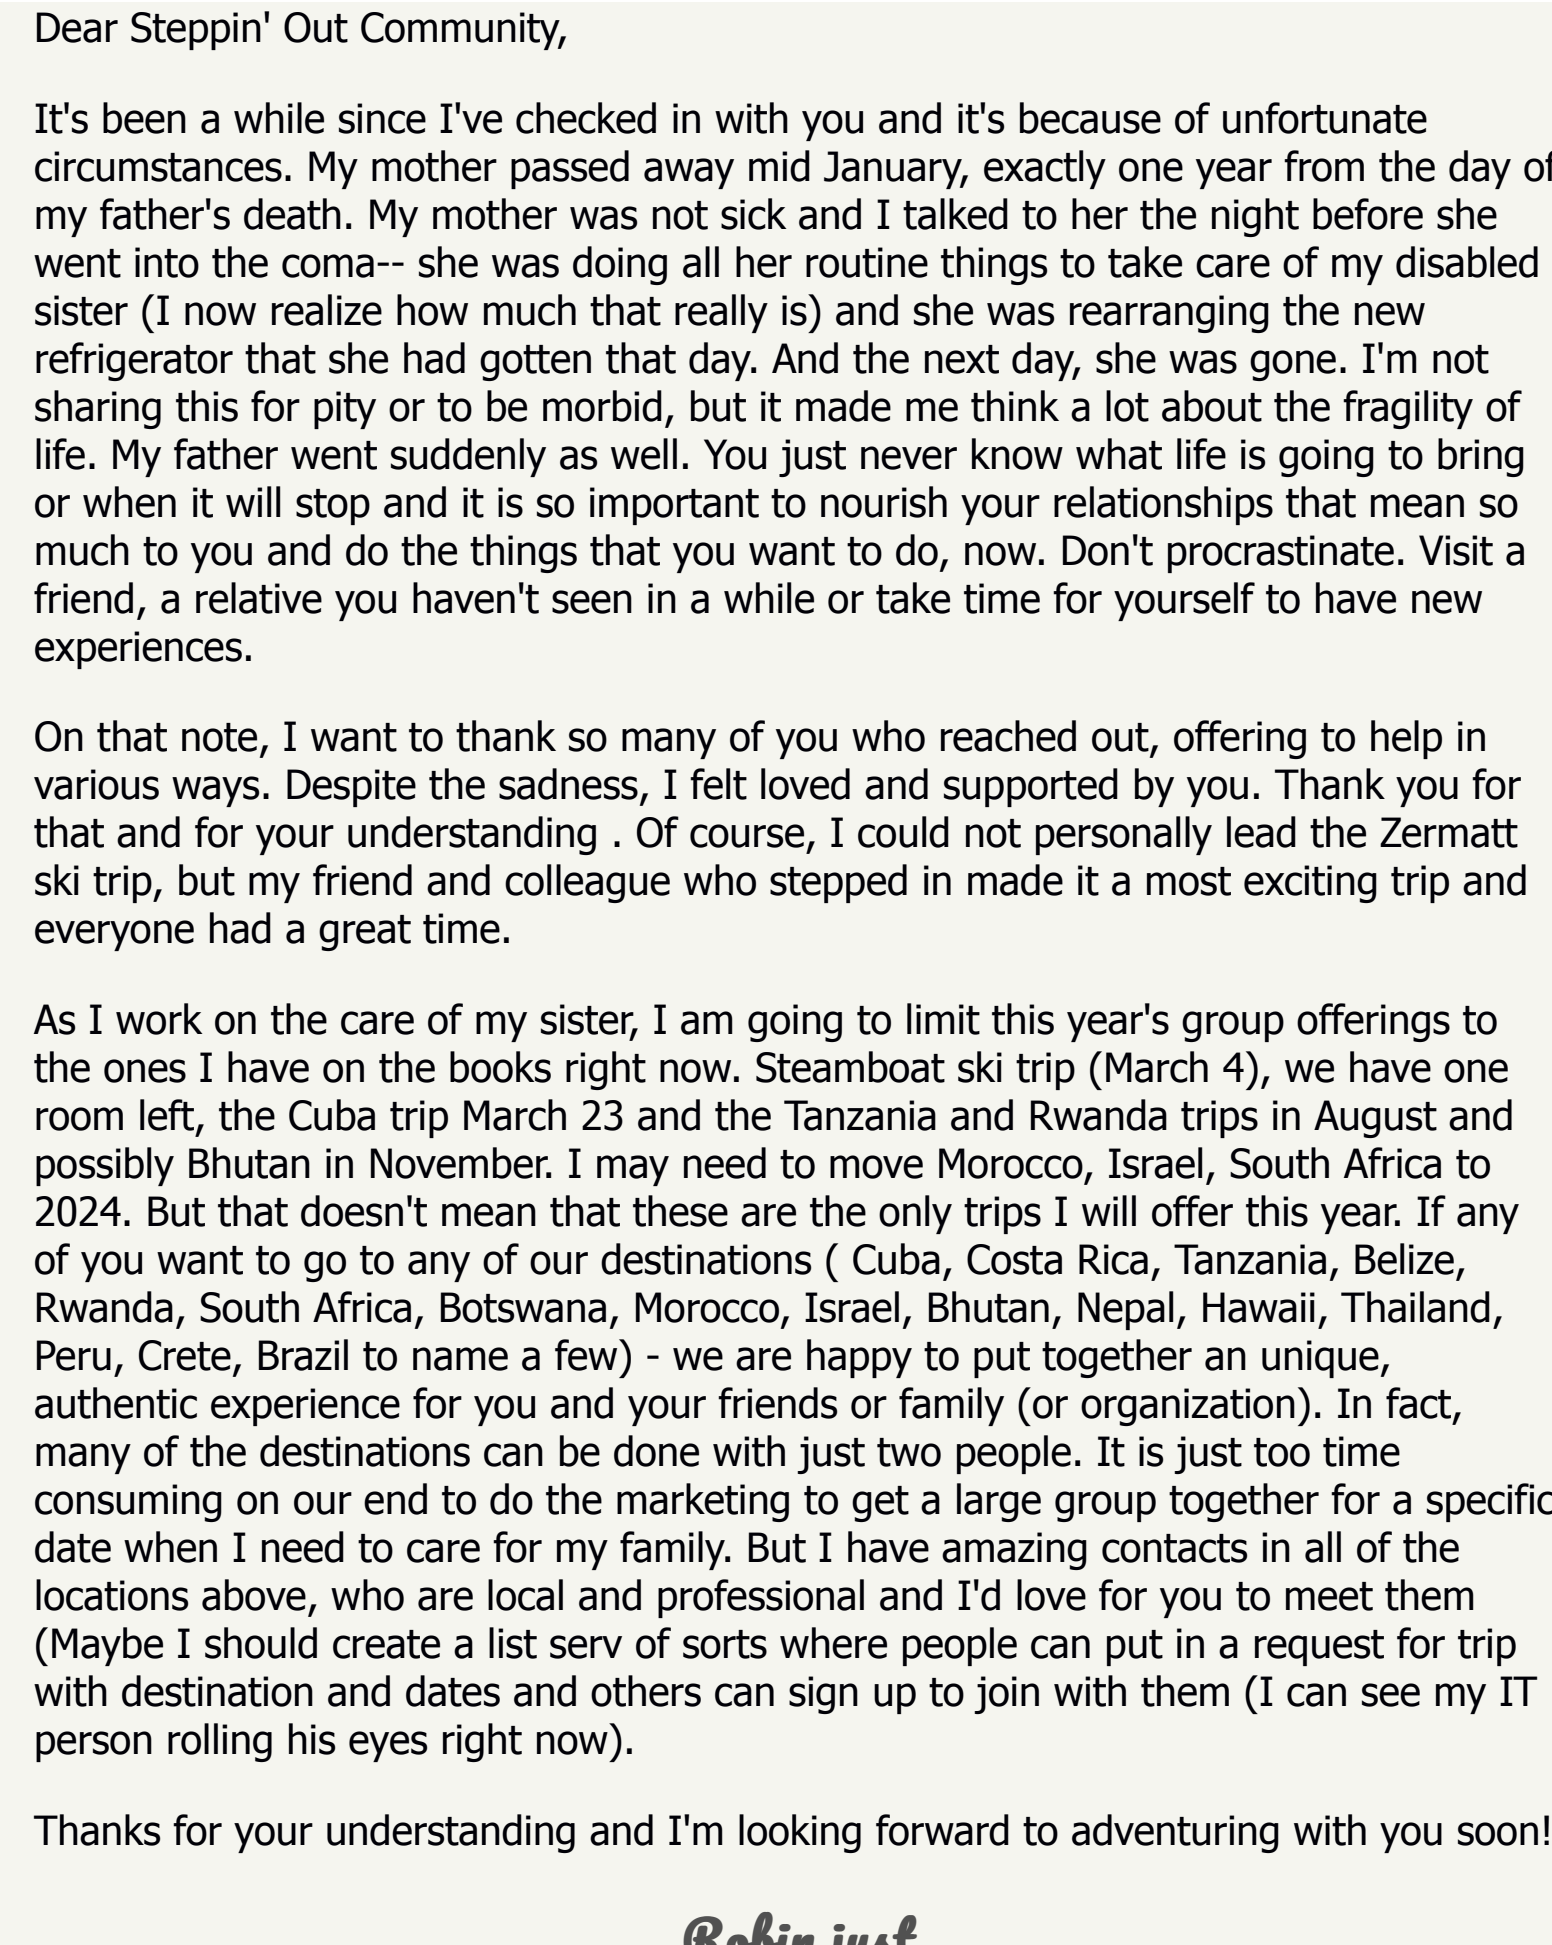 Dear Steppin' Out Community,
It's been a while since I've checked in with you and it's because of unfortunate
circumstances. My mother passed away mid January, exactly one year from the day of
my father's death. My mother was not sick and I talked to her the night before she
went into the coma-- she was doing all her routine things to take care of my disabled
sister (I now realize how much that really is) and she was rearranging the new
refrigerator that she had gotten that day. And the next day, she was gone. I'm not
sharing this for pity or to be morbid, but it made me think a lot about the fragility of
life. My father went suddenly as well. You just never know what life is going to bring
or when it will stop and it is so important to nourish your relationships that mean so
much to you and do the things that you want to do, now. Don't procrastinate. Visit a
friend, a relative you haven't seen in a while or take time for yourself to have new
experiences.
On that note, I want to thank so many of you who reached out, offering to help in
various ways. Despite the sadness, I felt loved and supported by you. Thank you for
that and for your understanding . Of course, I could not personally lead the Zermatt
ski trip, but my friend and colleague who stepped in made it a most exciting trip and
everyone had a great time.
As I work on the care of my sister, I am going to limit this year's group offerings to
the ones I have on the books right now. Steamboat ski trip (March 4), we have one
room left, the Cuba trip March 23 and the Tanzania and Rwanda trips in August and
possibly Bhutan in November. I may need to move Morocco, Israel, South Africa to
2024. But that doesn't mean that these are the only trips I will offer this year. If any
of you want to go to any of our destinations ( Cuba, Costa Rica, Tanzania, Belize,
Rwanda, South Africa, Botswana, Morocco, Israel, Bhutan, Nepal, Hawaii, Thailand,
Peru, Crete, Brazil to name a few) - we are happy to put together an unique,
authentic experience for you and your friends or family (or organization). In fact,
many of the destinations can be done with just two people. It is just too time
consuming on our end to do the marketing to get a large group together for a specific
date when I need to care for my family. But I have amazing contacts in all of the
locations above, who are local and professional and I'd love for you to meet them
(Maybe I should create a list serv of sorts where people can put in a request for trip
with destination and dates and others can sign up to join with them (I can see my IT
person rolling his eyes right now).
Thanks for your understanding and I'm looking forward to adventuring with you soon!
Robin just